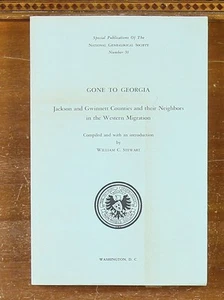 Special Publications Of The
NATIONAL GENEALOGICAL SOCIETY
Number 31
GONE TO GEORGIA
Jackson and Gwinnett Counties and their Neighbors
in the Western Migration
Compiled and with an introduction
by
WILLIAM C. STEWART
WASHINGTON, D. C.